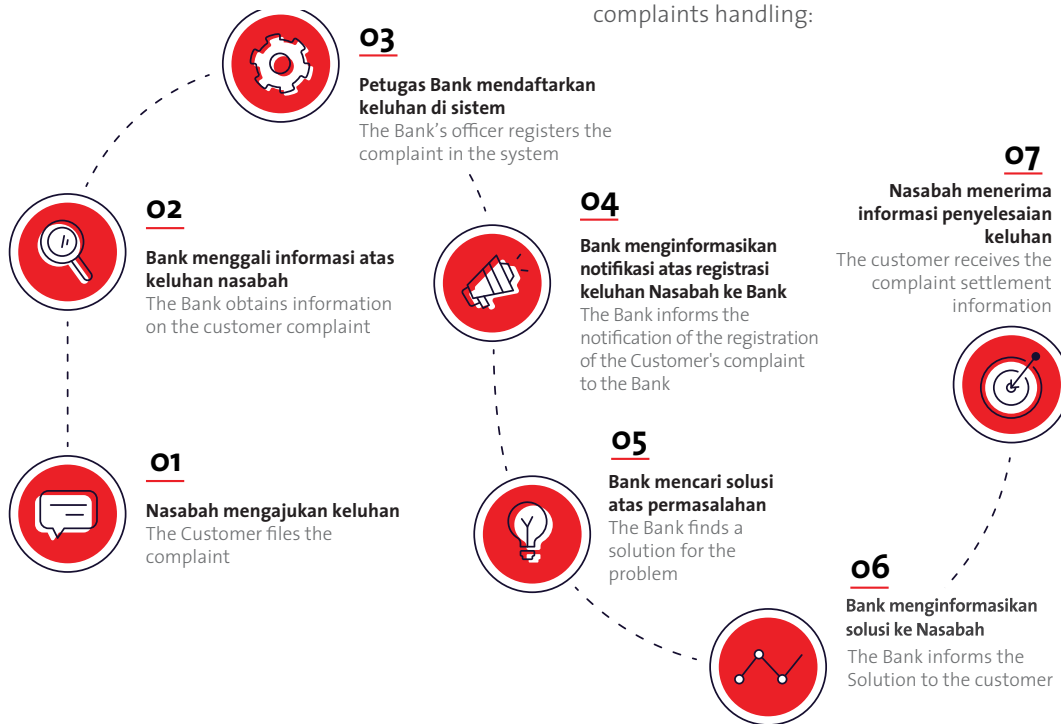 complaints handling:
01
Nasabah mengajukan keluhan
The Customer files the
complaint
02
Bank menggali informasi atas
keluhan nasabah
The Bank obtains information
on the customer complaint
03
Petugas Bank mendaftarkan
keluhan di sistem
The Bank's officer registers the
complaint in the system
04
Bank menginformasikan
notifikasi atas registrasi
keluhan Nasabah ke Bank
The Bank informs the
notification of the registration
of the Customer's complaint
to the Bank
05
Bank mencari solusi
atas permasalahan
The Bank finds a
solution for the
problem
06
Bank menginformasikan
solusi ke Nasabah
The Bank informs the
Solution to the customer
07
Nasabah menerima
informasi penyelesaian
keluhan
The customer receives the
complaint settlement
information